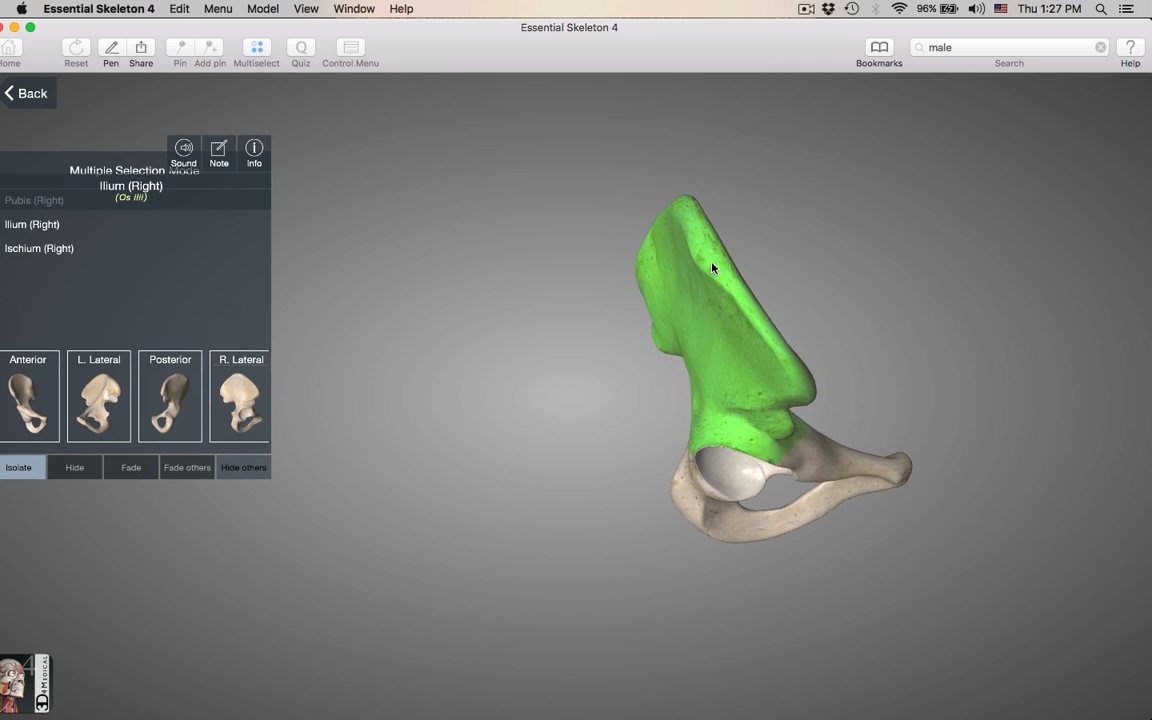 Essential Skeleton 4 Edit Menu Model View Window Help 96% Thu 1:27 PM
Essential Skeleton 4
Home Reset Pen Share Pin Add pin Multiselect Q Quiz Control Menu Bookmarks male Search ? Help
Back
Sound Note Info
Multiple Selection Mode
Ilium (Right)
(Os ilii)
Pubis (Right)
Ilium (Right)
Ischium (Right)
Anterior L. Lateral Posterior R. Lateral
Isolate Hide Fade Fade others Hide others
4
3D4MEDICAL